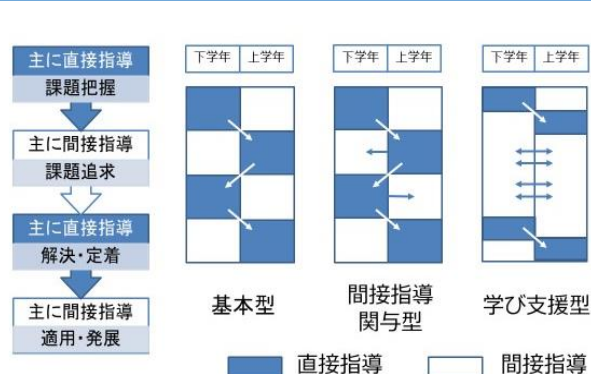 主に直接指導
課題把握
主に間接指導
課題追求
主に直接指導
解決・定着
主に間接指導
適用・発展
下学年 上学年
基本型
下学年 上学年
間接指導
関与型
下学年 上学年
学び支援型
直接指導
間接指導